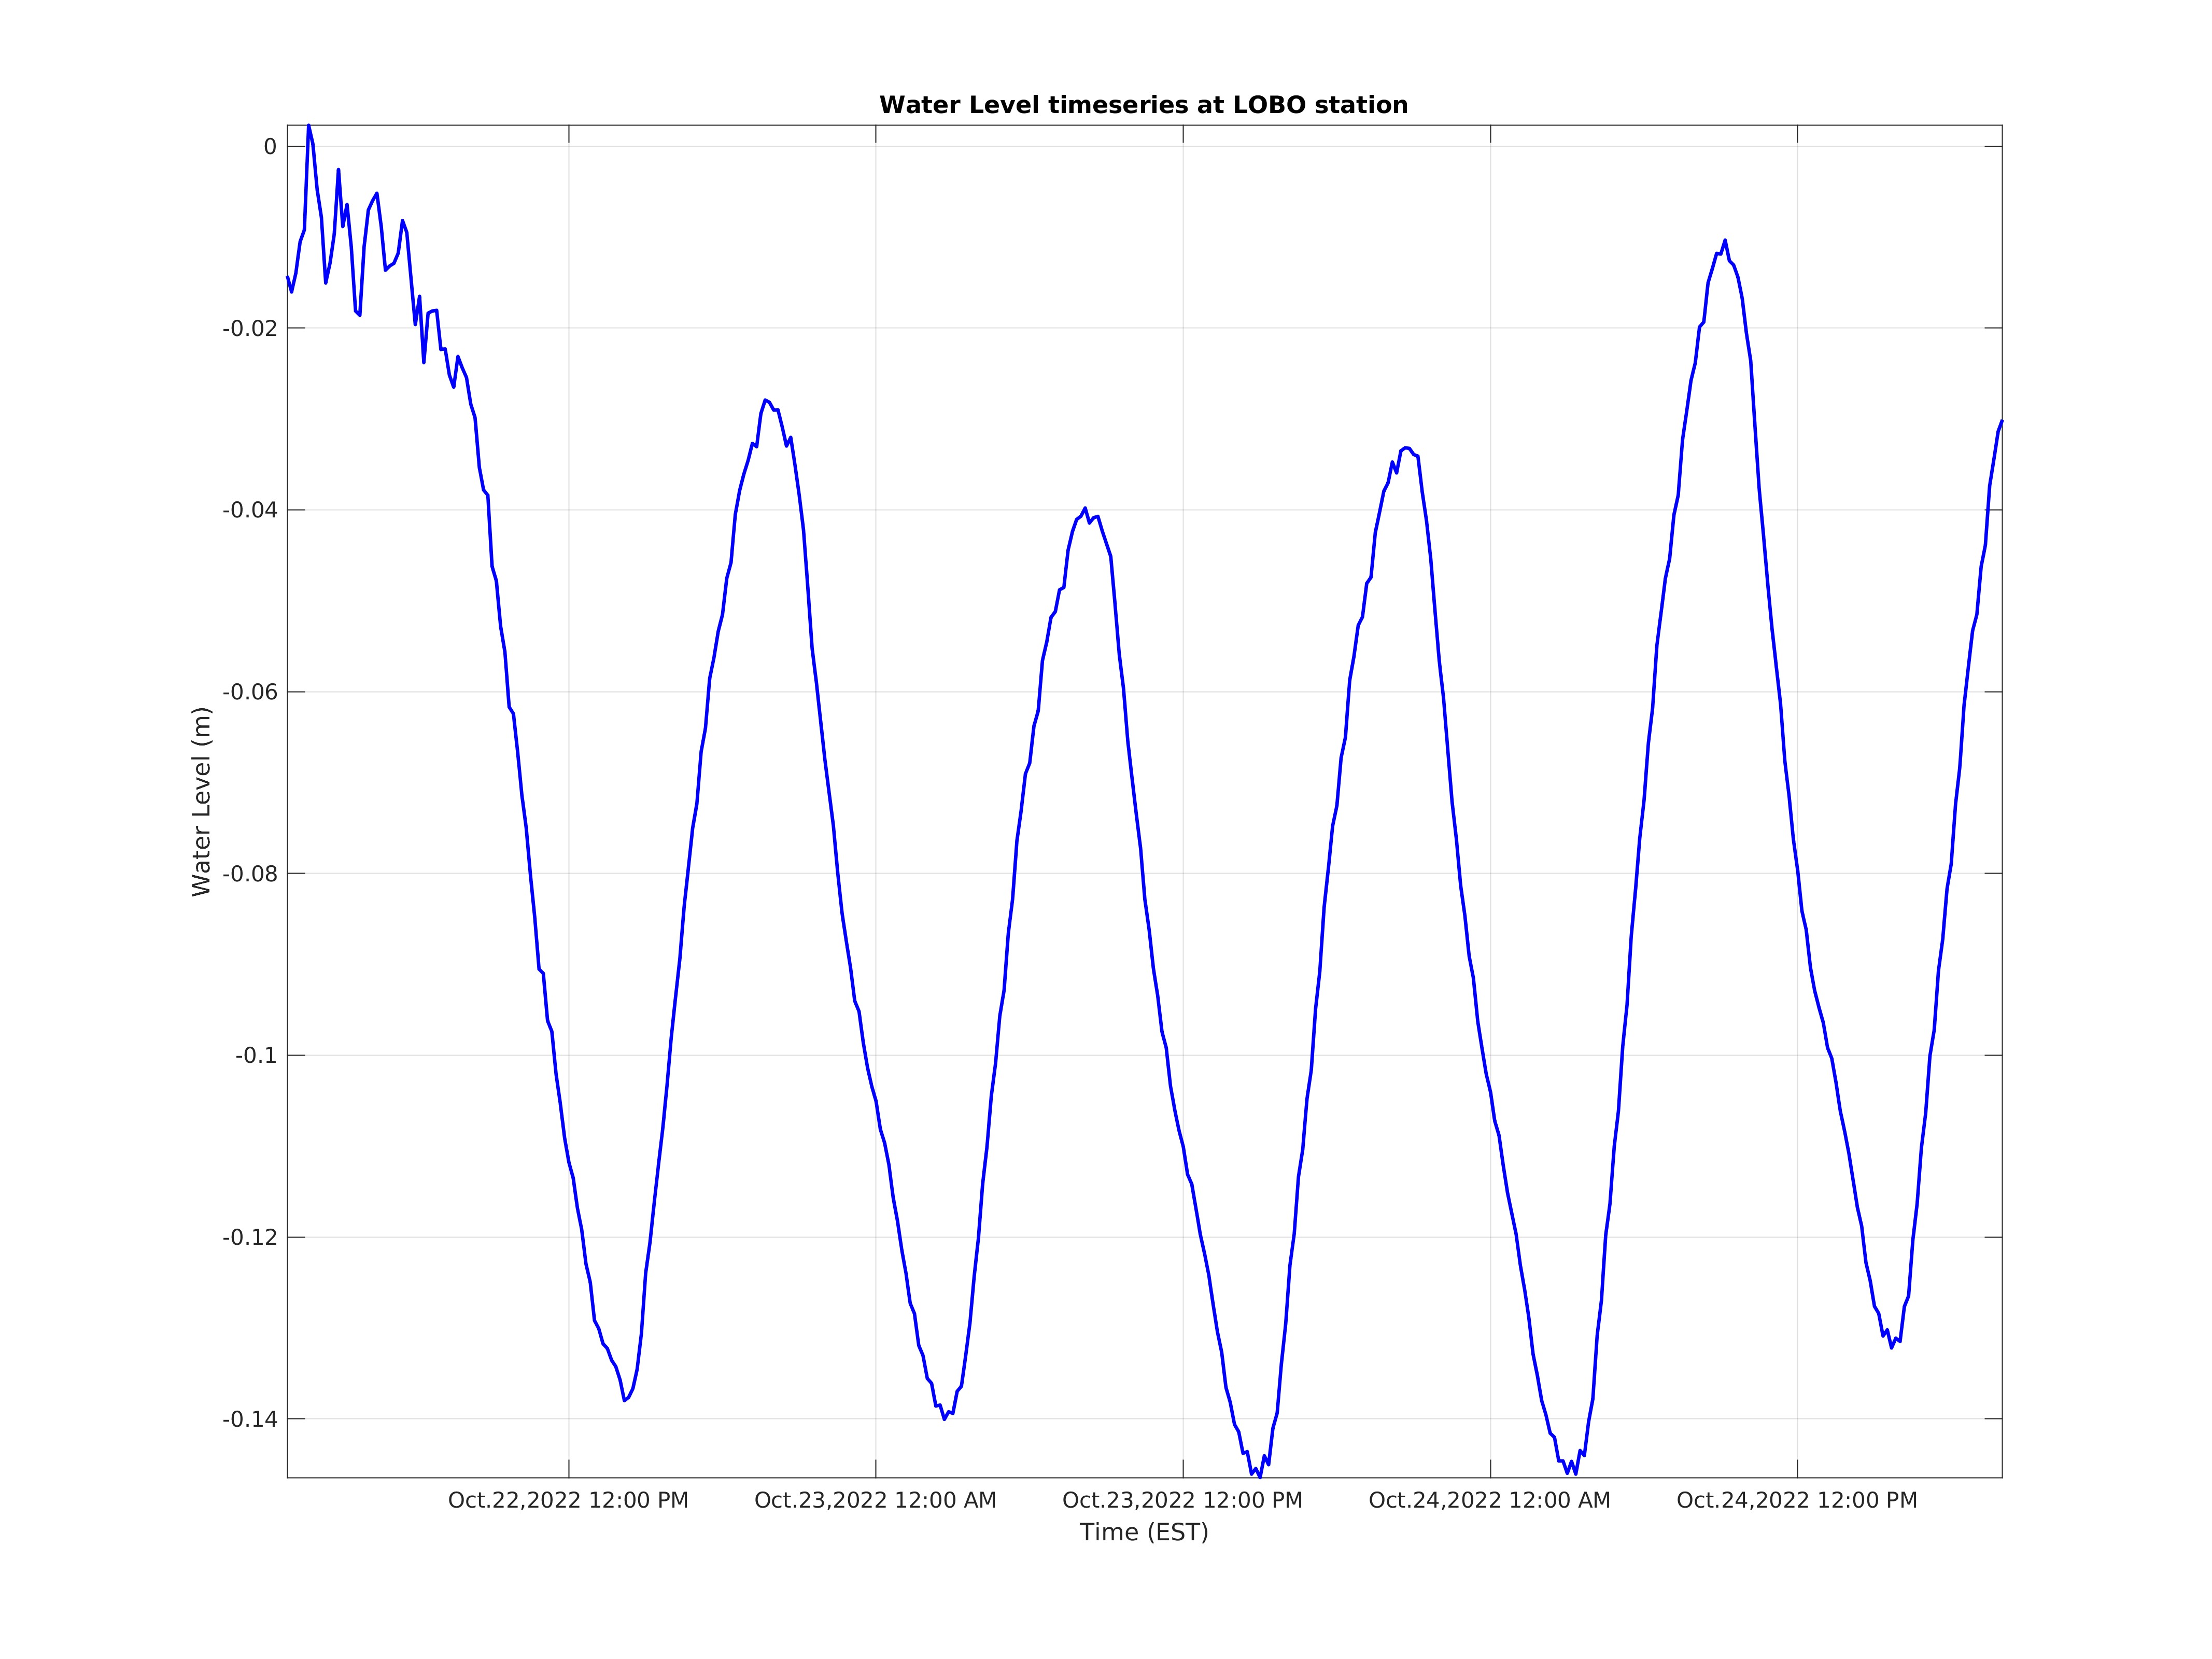 Water Level timeseries at LOBO station
0
-0.02
-0.04
-0.06
-0.08
-0.1
-0.12
-0.14
Water Level (m)
Oct.22,2022 12:00 PM
Oct.23,2022 12:00 AM
Oct.23,2022 12:00 PM
Oct.24,2022 12:00 AM
Oct.24,2022 12:00 PM
Time (EST)